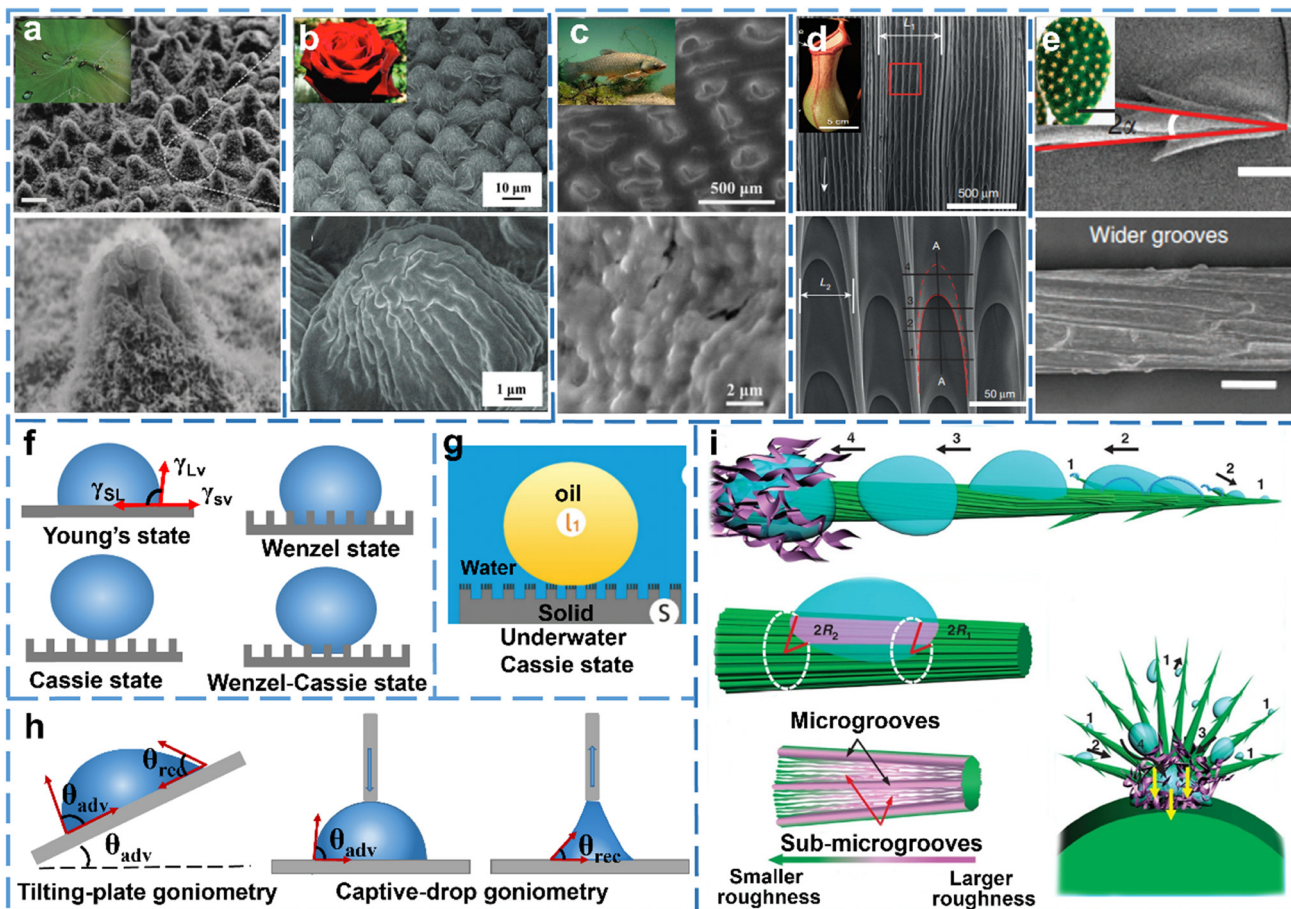 a
b
10 μm
1 μm
c
500 μm
2 μm
d
5 cm
L₁
500 μm
L₂
A
4
3
2
1
A
50 μm
e
2α
Wider grooves
f
γLv
γSL
γsv
Young's state
Wenzel state
Cassie state
Wenzel-Cassie state
g
oil
l₁
Water
Solid
S
Underwater
Cassie state
h
θrec
θadv
θadv
Tilting-plate goniometry
θadv
θrec
Captive-drop goniometry
i
4
3
2
1
2
1
2R₂
2R₁
Microgrooves
Sub-microgrooves
Smaller
roughness
Larger
roughness
1
1
1
1
2
4
3
1